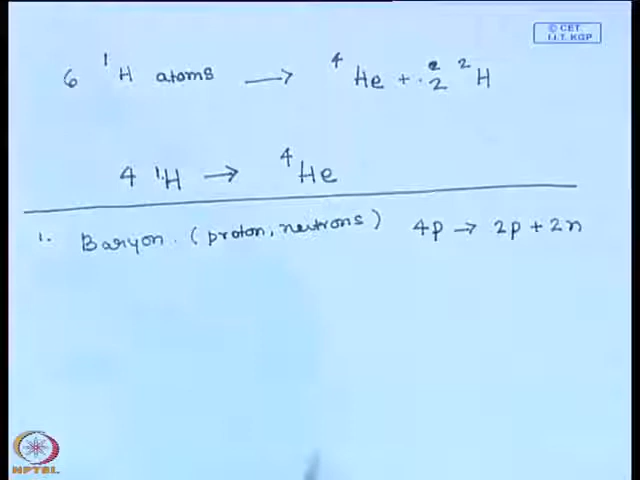 © CET
I.I.T. KGP
6 ¹H atoms ⟶ ⁴He + 2 ²H
4 ¹H → ⁴He
1. Baryon. (proton, neutrons) 4p → 2p + 2n
NPTEL